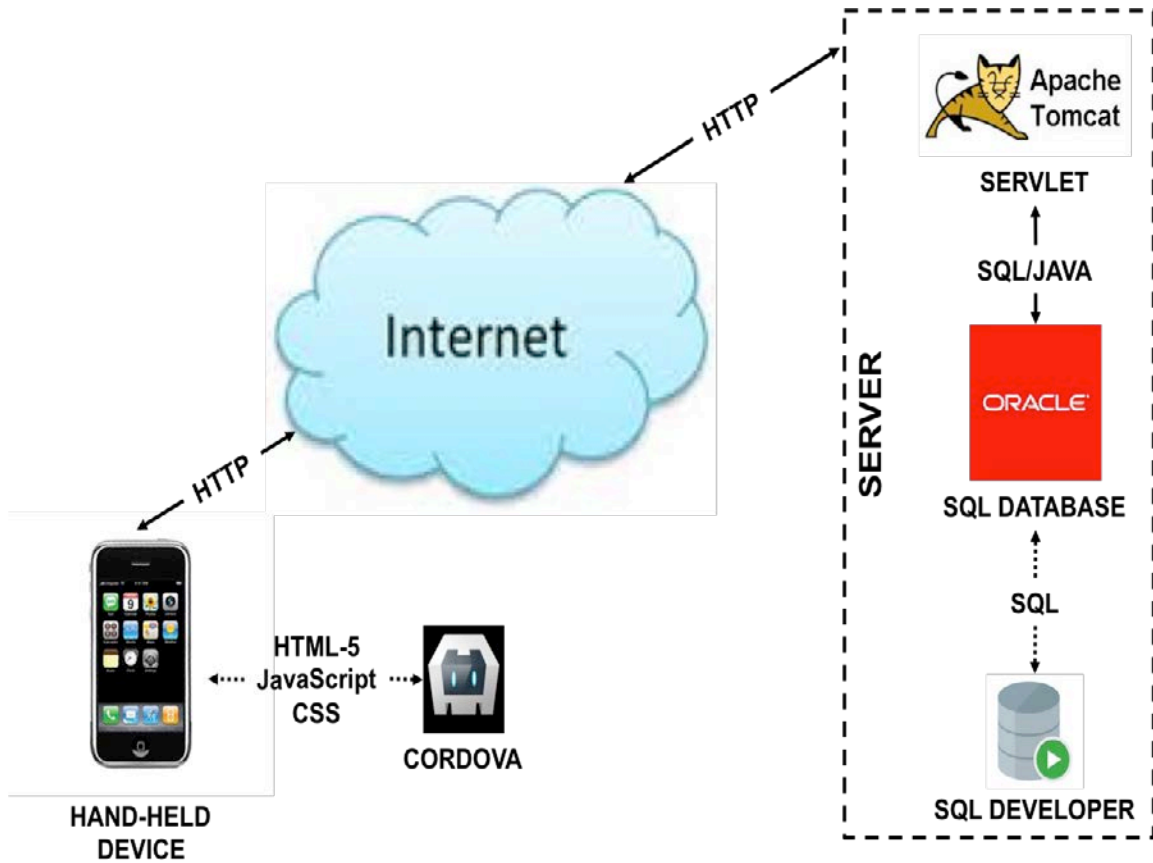 HTTP
Apache
Tomcat
SERVLET
SQL/JAVA
Internet
SERVER
ORACLE
SQL DATABASE
HTTP
SQL
HTML-5
JavaScript
CSS
CORDOVA
SQL DEVELOPER
HAND-HELD
DEVICE